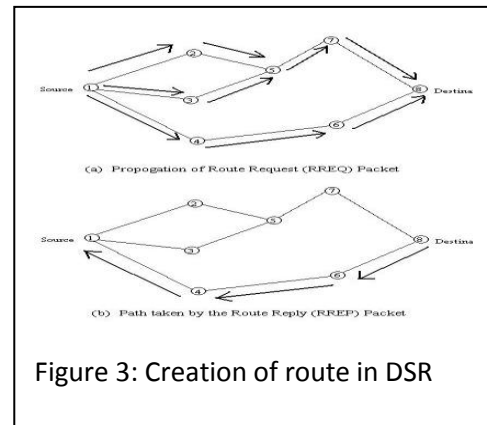 7
2
5
Source
1
8
Destina
3
6
4
(a) Propogation of Route Request (RREQ) Packet
7
2
5
Source
1
8
Destina
3
6
4
(b) Path taken by the Route Reply (RREP) Packet
Figure 3: Creation of route in DSR